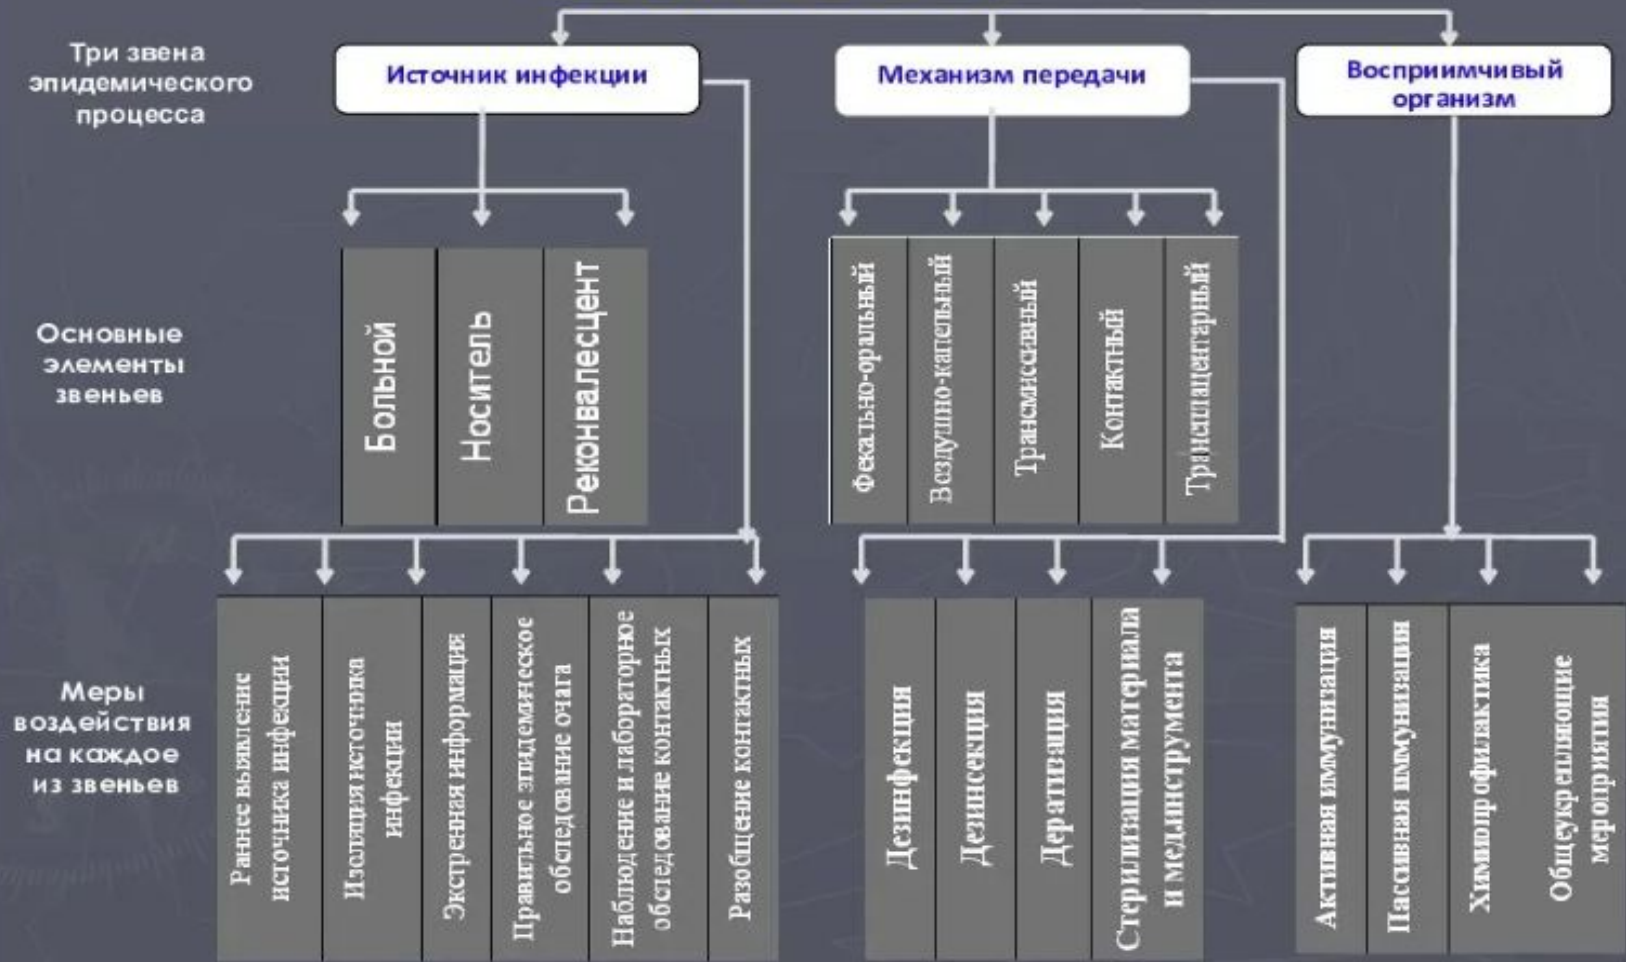 Три звена
эпидемического
процесса
Источник инфекции
Механизм передачи
Восприимчивый
организм
Основные
элементы
звеньев
Больной
Носитель
Реконвалесцент
Фекально-оральный
Воздушно-капельный
Трансмиссивный
Контактный
Трансплацентарный
Меры
воздействия
на каждое
из звеньев
Раннее выявление
источника инфекции
Изоляция источника
инфекции
Экстренная информация
Правильное эпидемическое
обследование очага
Наблюдение и лабораторное
обследование контактных
Разобщение контактных
Дезинфекция
Дезинсекция
Дератизация
Стерилизация материала
и мединструмента
Активная иммунизация
Пассивная иммунизация
Химиопрофилактика
Общеукрепляющие
мероприятия